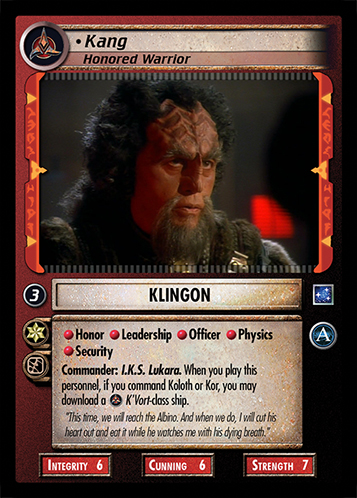 • Kang
Honored Warrior
3
KLINGON
A
Honor Leadership Officer Physics
Security
Commander: I.K.S. Lukara. When you play this
personnel, if you command Koloth or Kor, you may
download a K'Vort-class ship.
"This time, we will reach the Albino. And when we do, I will cut his
heart out and eat it while he watches me with his dying breath."
INTEGRITY 6 CUNNING 6 STRENGTH 7